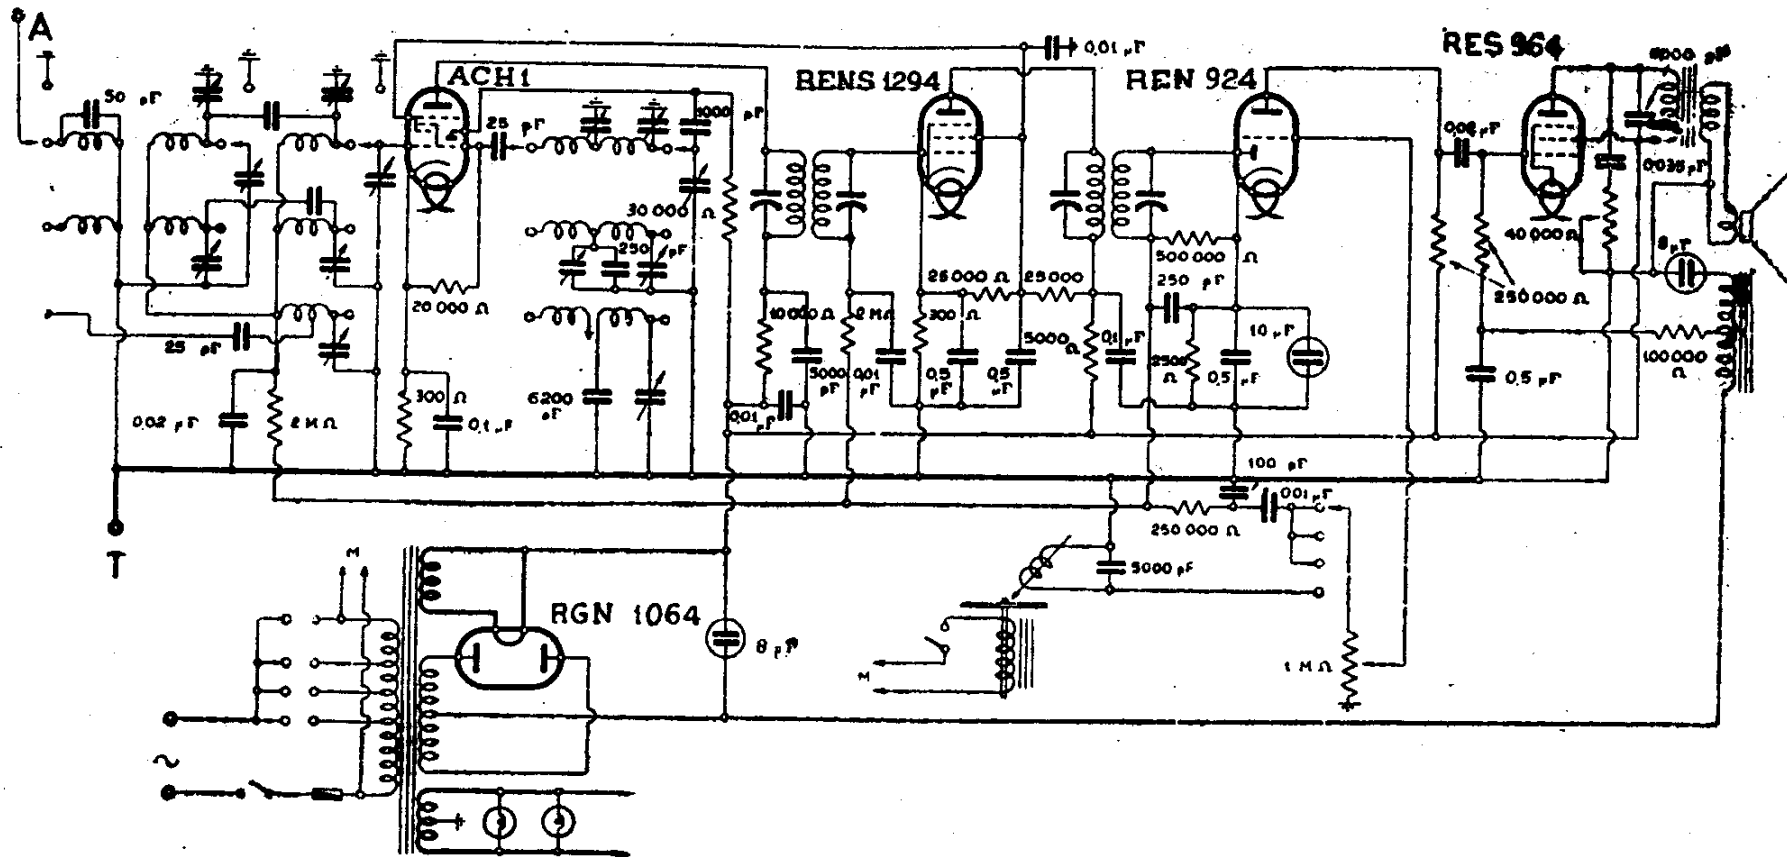 A
T
50 pF
ACH1
0,01 µF
RENS 1294
REN 924
RES 964
25 pF
1000 pF
0,035 µF
30 000 Ω
250 pF
500 000 Ω
40 000 Ω
8 µF
20 000 Ω
25 000 Ω
25 000
250 pF
250 000 Ω
10 000 Ω
2 MΩ
300 Ω
5000 Ω
0,1 µF
10 µF
25 pF
5000 pF
0,01 µF
0,5 µF
0,5 µF
2500 Ω
0,5 µF
0,5 µF
100 000 Ω
300 Ω
6200 pF
0,01 µF
0,02 µF
2 MΩ
0,1 µF
100 pF
0,01 µF
250 000 Ω
T
M
5000 pF
RGN 1064
8 µF
M
1 MΩ
~